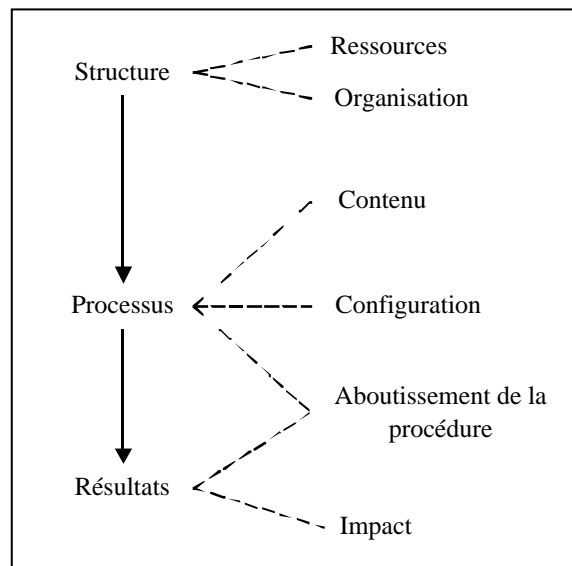 Ressources
Structure
Organisation
Contenu
Processus
Configuration
Aboutissement de la
procédure
Résultats
Impact